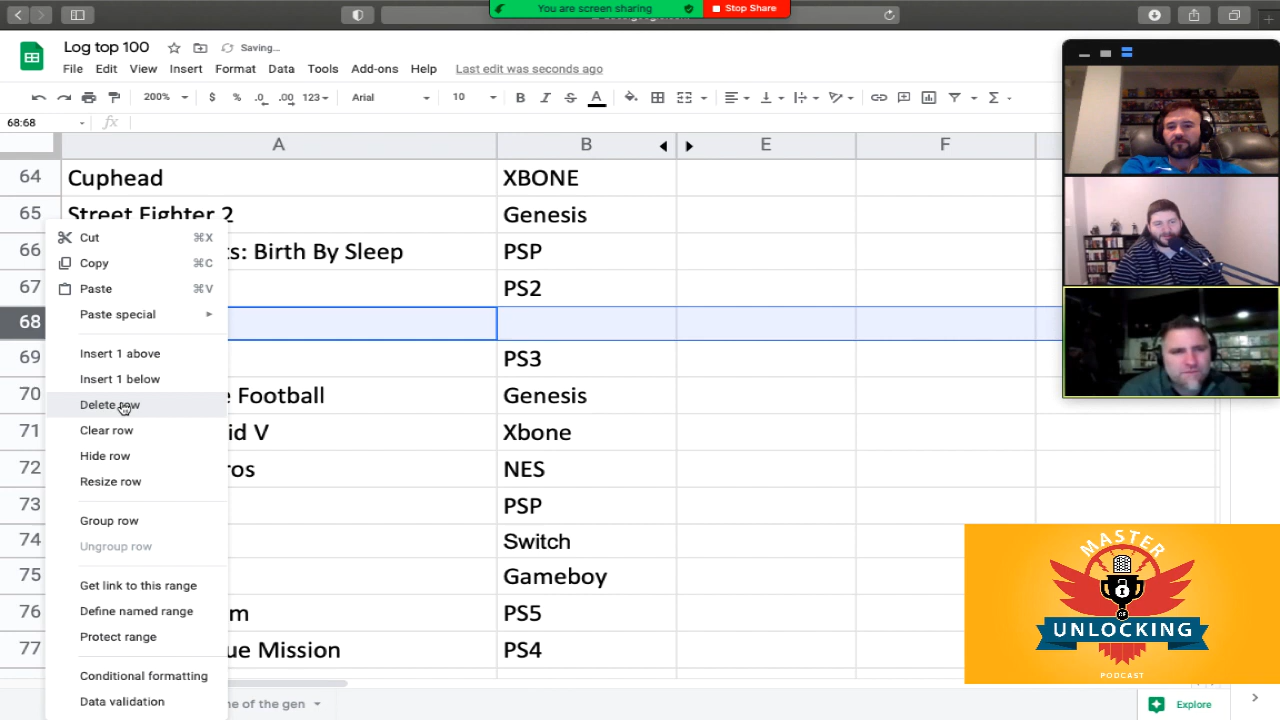 You are screen sharing
Stop Share
Log top 100
Saving...
File Edit View Insert Format Data Tools Add-ons Help Last edit was seconds ago
200% $ % .0 .00 123 Arial 10 B I S A
68:68 fx
A B E F
64 Cuphead XBONE
65 Street Fighter 2 Genesis
66 ts: Birth By Sleep PSP
67 PS2
68
69 PS3
70 Football Genesis
71 id V Xbone
72 ros NES
73 PSP
74 Switch
75 Gameboy
76 m PS5
77 ue Mission PS4
Cut ⌘X
Copy ⌘C
Paste ⌘V
Paste special
Insert 1 above
Insert 1 below
Delete row
Clear row
Hide row
Resize row
Group row
Ungroup row
Get link to this range
Define named range
Protect range
Conditional formatting
Data validation
ne of the gen
Explore
MASTER
OF
UNLOCKING
PODCAST